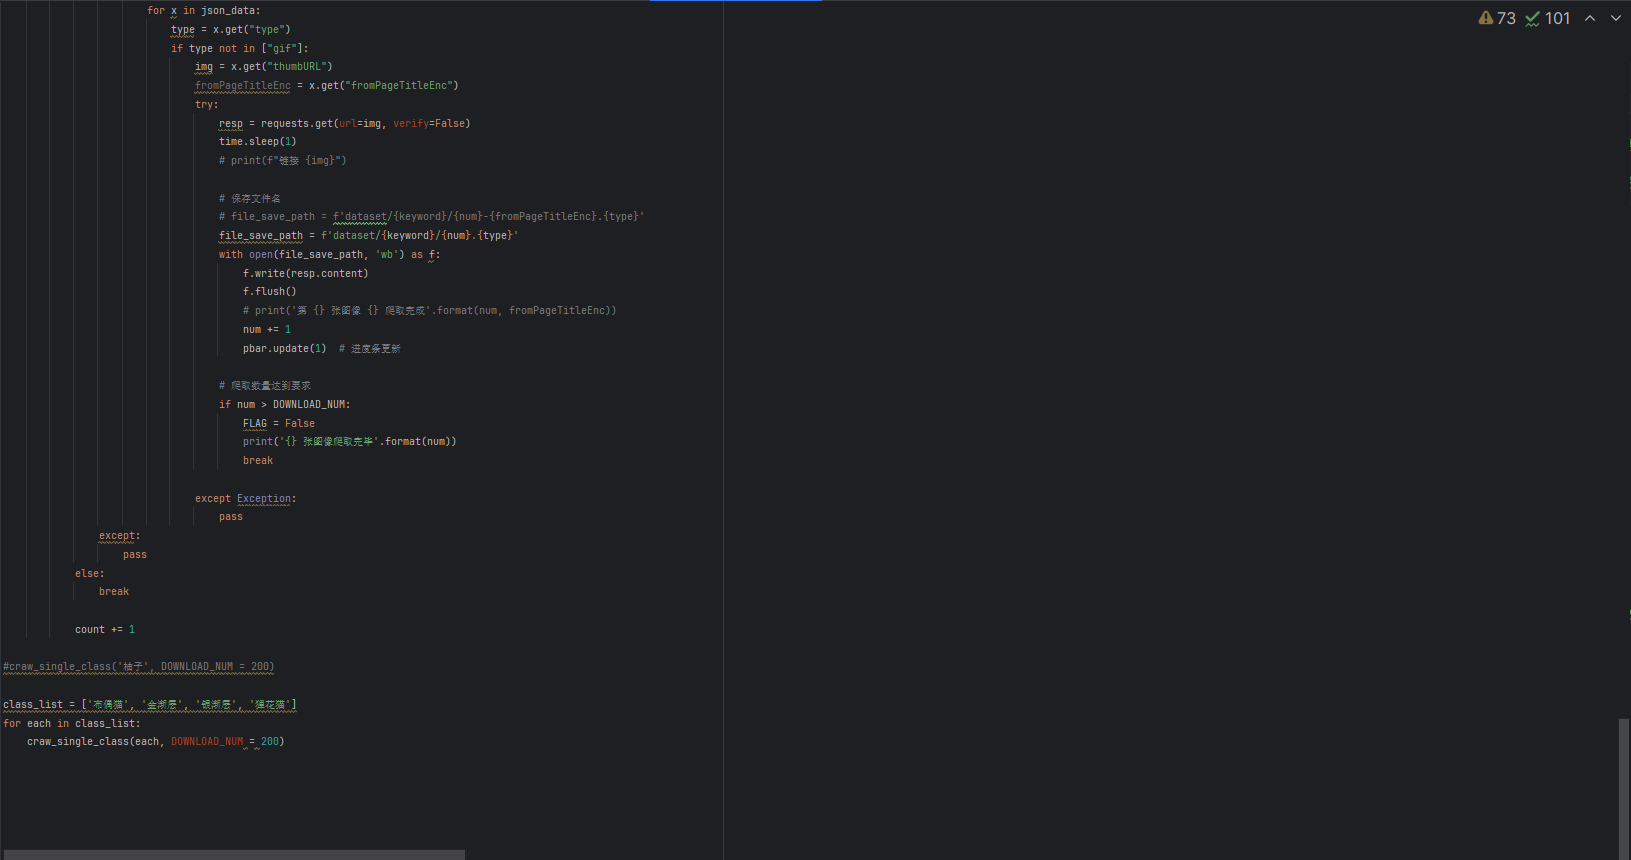 73 101
for x in json_data:
type = x.get("type")
if type not in ["gif"]:
img = x.get("thumbURL")
fromPageTitleEnc = x.get("fromPageTitleEnc")
try:
resp = requests.get(url=img, verify=False)
time.sleep(1)
# print(f"链接 {img}")
# 保存文件名
# file_save_path = f'dataset/{keyword}/{num}-{fromPageTitleEnc}.{type}'
file_save_path = f'dataset/{keyword}/{num}.{type}'
with open(file_save_path, 'wb') as f:
f.write(resp.content)
f.flush()
# print('第 {} 张图像 {} 爬取完成'.format(num, fromPageTitleEnc))
num += 1
pbar.update(1)  # 进度条更新
# 爬取数量达到要求
if num > DOWNLOAD_NUM:
FLAG = False
print('{} 张图像爬取完毕'.format(num))
break
except Exception:
pass
except:
pass
else:
break
count += 1
#craw_single_class('柚子', DOWNLOAD_NUM = 200)
class_list = ['布偶猫', '金渐层', '银渐层', '狸花猫']
for each in class_list:
craw_single_class(each, DOWNLOAD_NUM = 200)